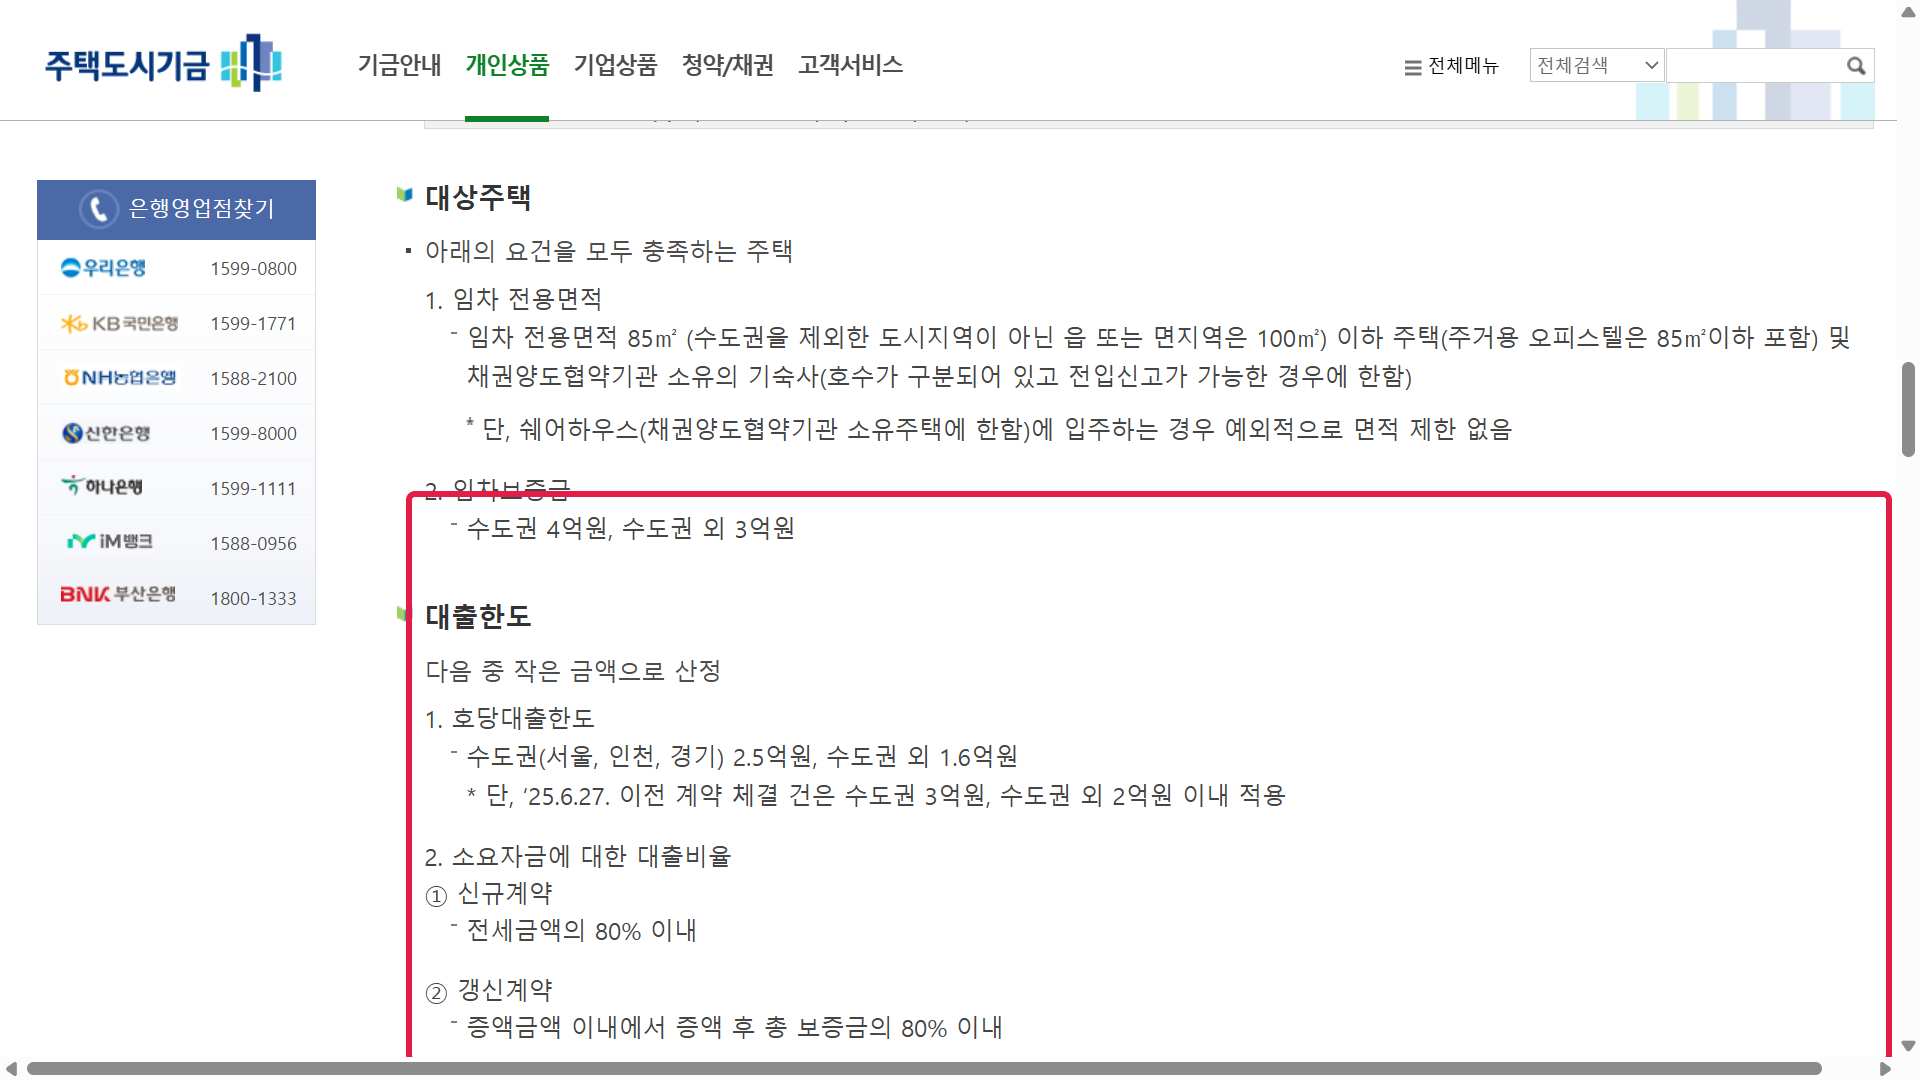 주택도시기금
기금안내 개인상품 기업상품 청약/채권 고객서비스
전체메뉴
전체검색
은행영업점찾기
우리은행 1599-0800
KB국민은행 1599-1771
NH농협은행 1588-2100
신한은행 1599-8000
하나은행 1599-1111
iM뱅크 1588-0956
BNK 부산은행 1800-1333
대상주택
아래의 요건을 모두 충족하는 주택
1. 임차 전용면적
- 임차 전용면적 85㎡ (수도권을 제외한 도시지역이 아닌 읍 또는 면지역은 100㎡) 이하 주택(주거용 오피스텔은 85㎡이하 포함) 및
채권양도협약기관 소유의 기숙사(호수가 구분되어 있고 전입신고가 가능한 경우에 한함)
* 단, 쉐어하우스(채권양도협약기관 소유주택에 한함)에 입주하는 경우 예외적으로 면적 제한 없음
2. 임차보증금
- 수도권 4억원, 수도권 외 3억원
대출한도
다음 중 작은 금액으로 산정
1. 호당대출한도
- 수도권(서울, 인천, 경기) 2.5억원, 수도권 외 1.6억원
* 단, ‘25.6.27. 이전 계약 체결 건은 수도권 3억원, 수도권 외 2억원 이내 적용
2. 소요자금에 대한 대출비율
① 신규계약
- 전세금액의 80% 이내
② 갱신계약
- 증액금액 이내에서 증액 후 총 보증금의 80% 이내